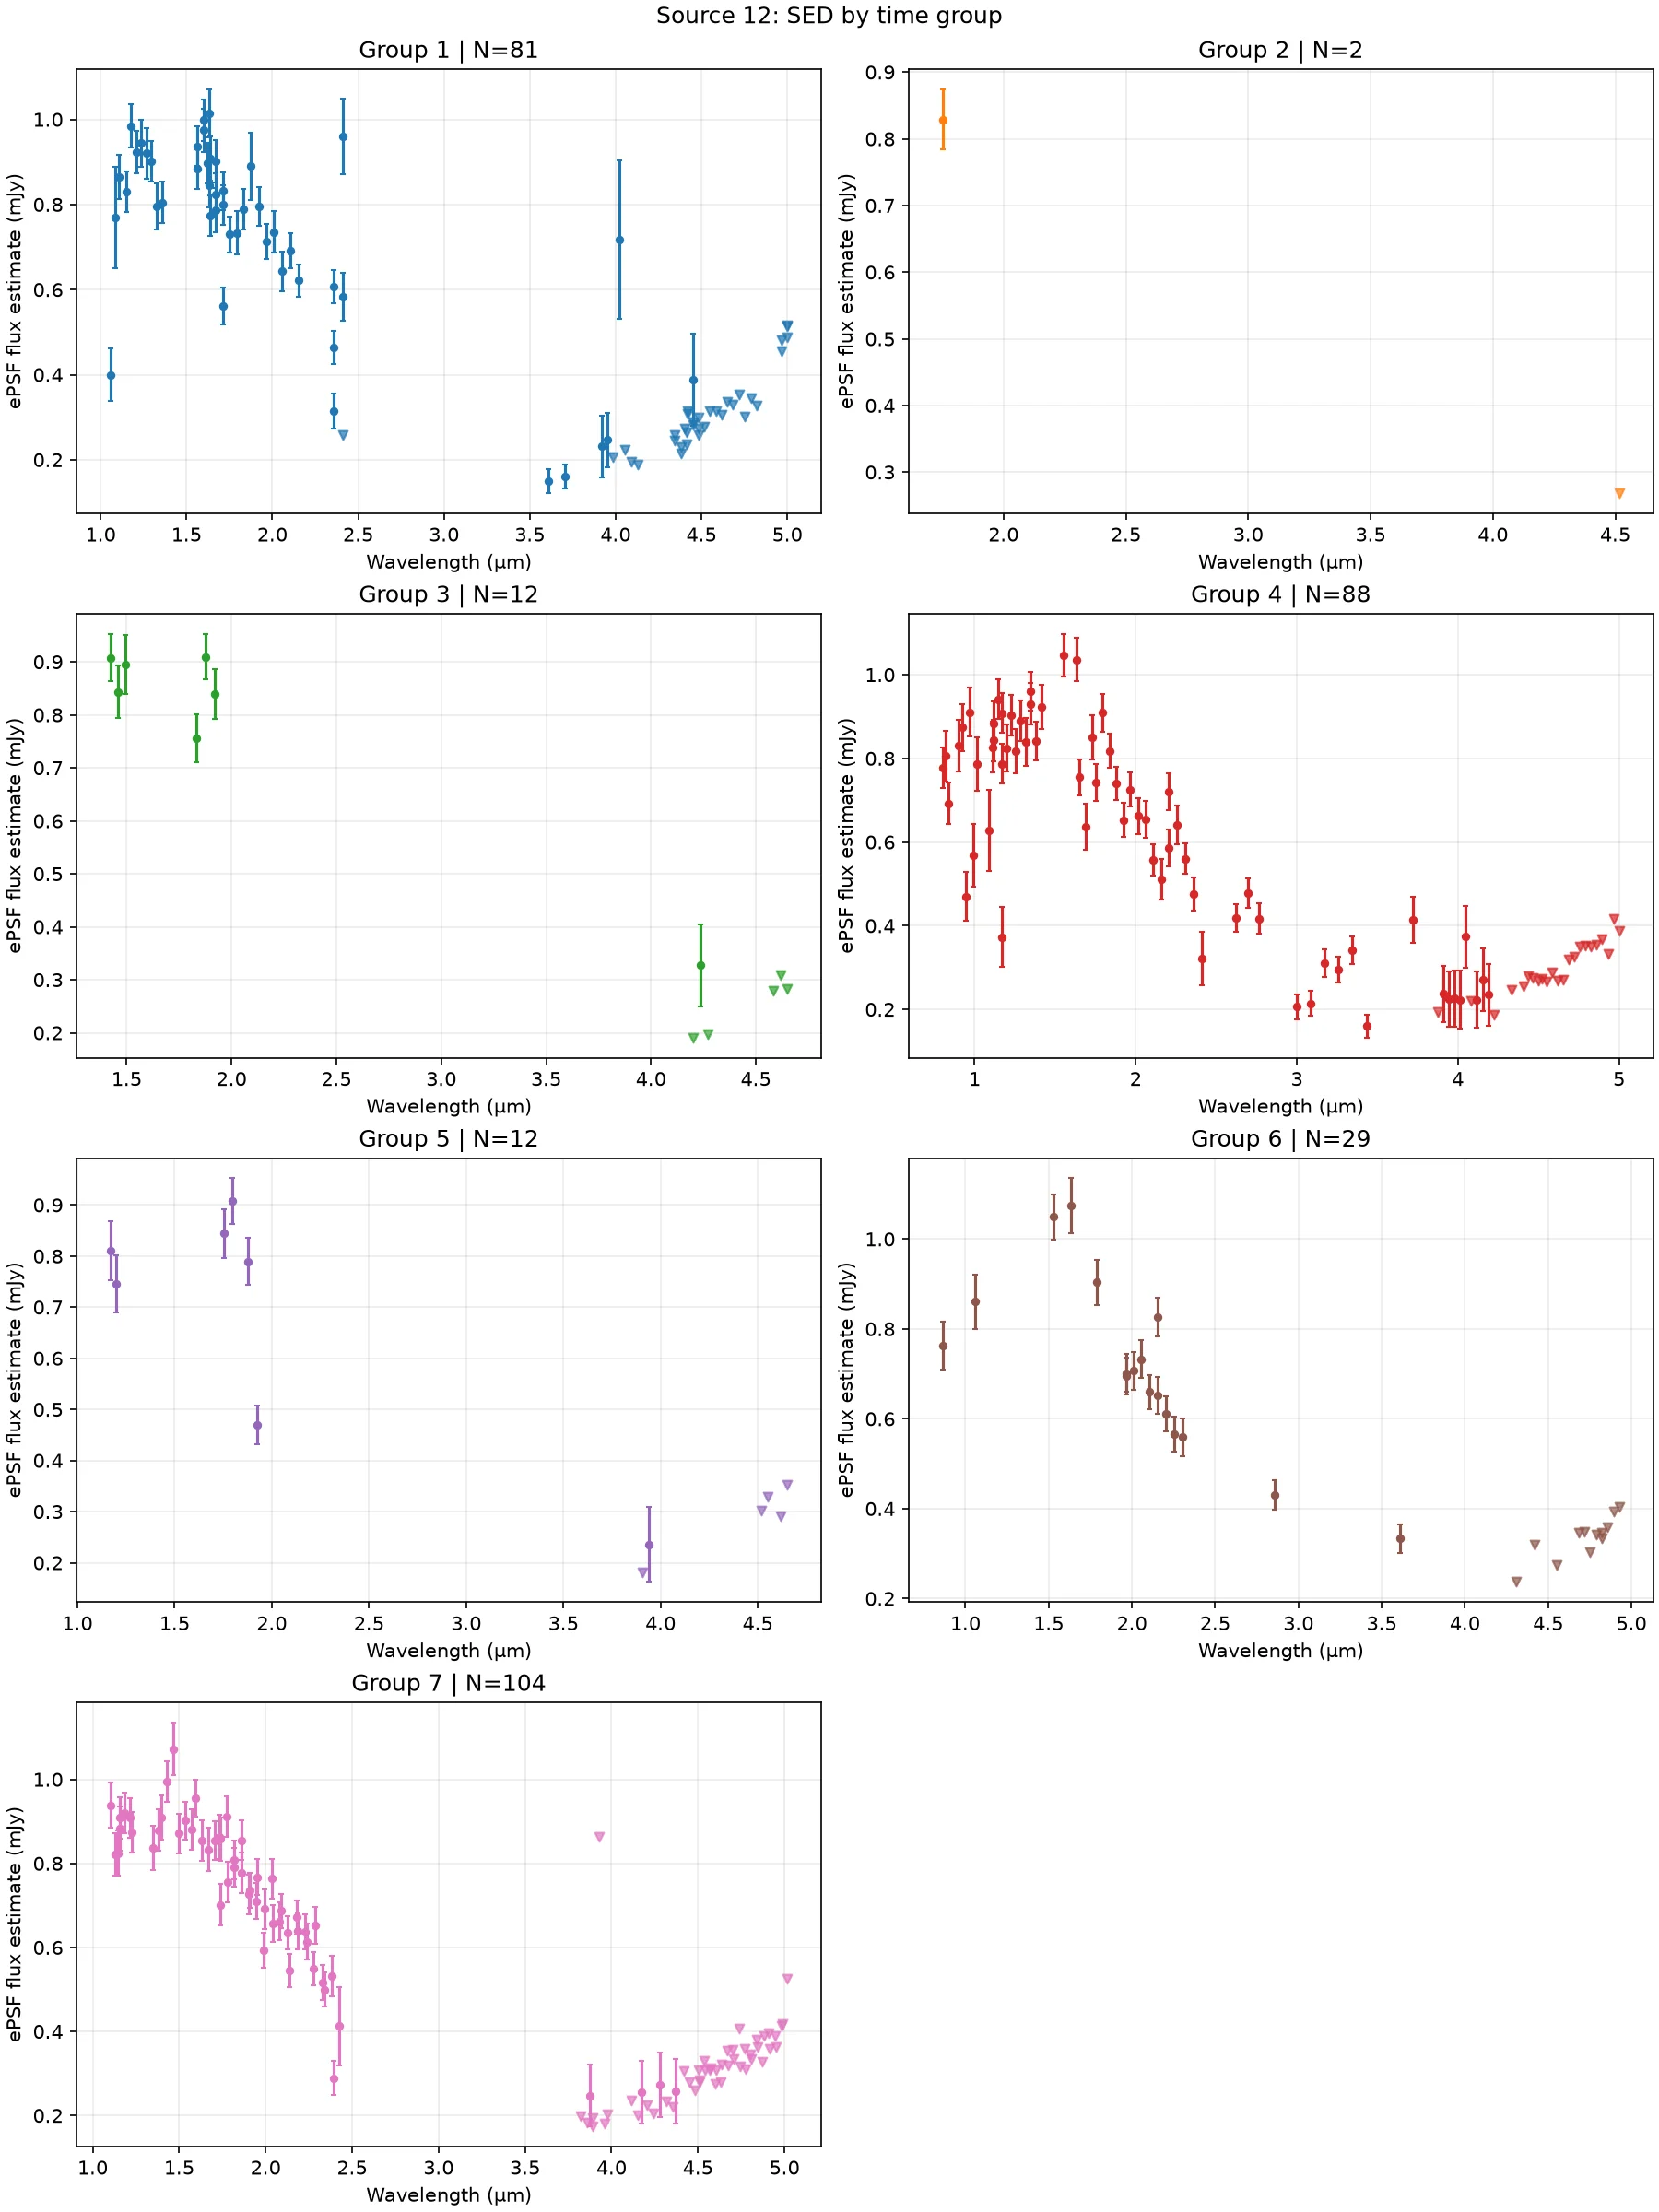 Source 12: SED by time group
Group 1 | N=81
ePSF flux estimate (mJy)
1.0
0.8
0.6
0.4
0.2
1.0 1.5 2.0 2.5 3.0 3.5 4.0 4.5 5.0
Wavelength (μm)
Group 2 | N=2
ePSF flux estimate (mJy)
0.9
0.8
0.7
0.6
0.5
0.4
0.3
2.0 2.5 3.0 3.5 4.0 4.5
Wavelength (μm)
Group 3 | N=12
ePSF flux estimate (mJy)
0.9
0.8
0.7
0.6
0.5
0.4
0.3
0.2
1.5 2.0 2.5 3.0 3.5 4.0 4.5
Wavelength (μm)
Group 4 | N=88
ePSF flux estimate (mJy)
1.0
0.8
0.6
0.4
0.2
1 2 3 4 5
Wavelength (μm)
Group 5 | N=12
ePSF flux estimate (mJy)
0.9
0.8
0.7
0.6
0.5
0.4
0.3
0.2
1.0 1.5 2.0 2.5 3.0 3.5 4.0 4.5
Wavelength (μm)
Group 6 | N=29
ePSF flux estimate (mJy)
1.0
0.8
0.6
0.4
0.2
1.0 1.5 2.0 2.5 3.0 3.5 4.0 4.5 5.0
Wavelength (μm)
Group 7 | N=104
ePSF flux estimate (mJy)
1.0
0.8
0.6
0.4
0.2
1.0 1.5 2.0 2.5 3.0 3.5 4.0 4.5 5.0
Wavelength (μm)